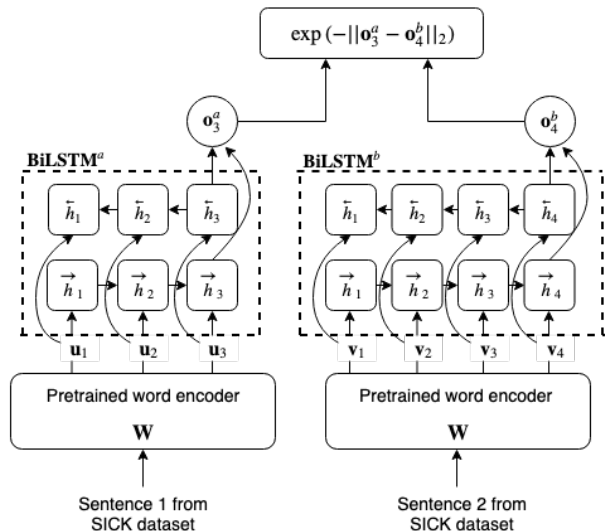 exp (−||𝐨₃ᵃ − 𝐨₄ᵇ||₂)
𝐨₃ᵃ
𝐨₄ᵇ
BiLSTMᵃ
BiLSTMᵇ
h⃖₁ h⃖₂ h⃖₃
h⃖₁ h⃖₂ h⃖₃ h⃖₄
h⃗₁ h⃗₂ h⃗₃
h⃗₁ h⃗₂ h⃗₃ h⃗₄
u₁ u₂ u₃
v₁ v₂ v₃ v₄
Pretrained word encoder
W
Pretrained word encoder
W
Sentence 1 from
SICK dataset
Sentence 2 from
SICK dataset